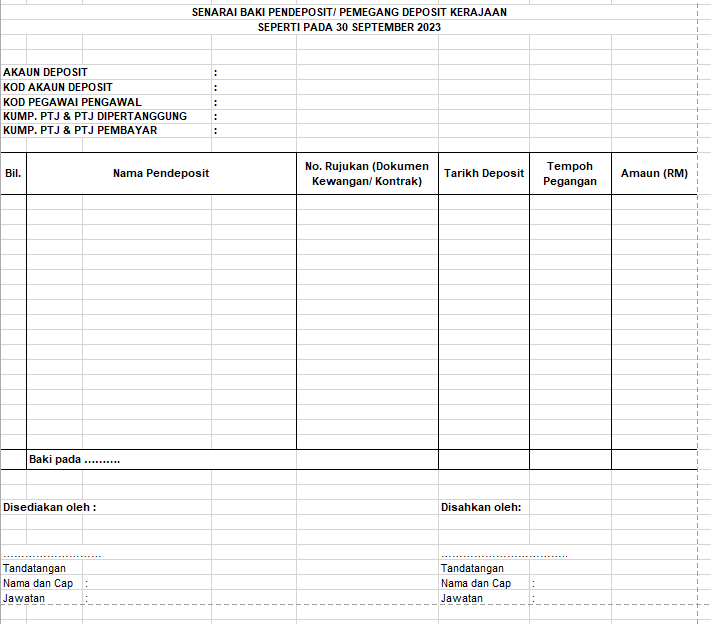 SENARAI BAKI PENDEPOSIT/ PEMEGANG DEPOSIT KERAJAAN
SEPERTI PADA 30 SEPTEMBER 2023
AKAUN DEPOSIT :
KOD AKAUN DEPOSIT :
KOD PEGAWAI PENGAWAL :
KUMP. PTJ & PTJ DIPERTANGGUNG :
KUMP. PTJ & PTJ PEMBAYAR :
Bil. Nama Pendeposit No. Rujukan (Dokumen Kewangan/ Kontrak) Tarikh Deposit Tempoh Pegangan Amaun (RM)
Baki pada ..........
Disediakan oleh : Disahkan oleh:
.............................. ......................................
Tandatangan Tandatangan
Nama dan Cap : Nama dan Cap :
Jawatan : Jawatan :